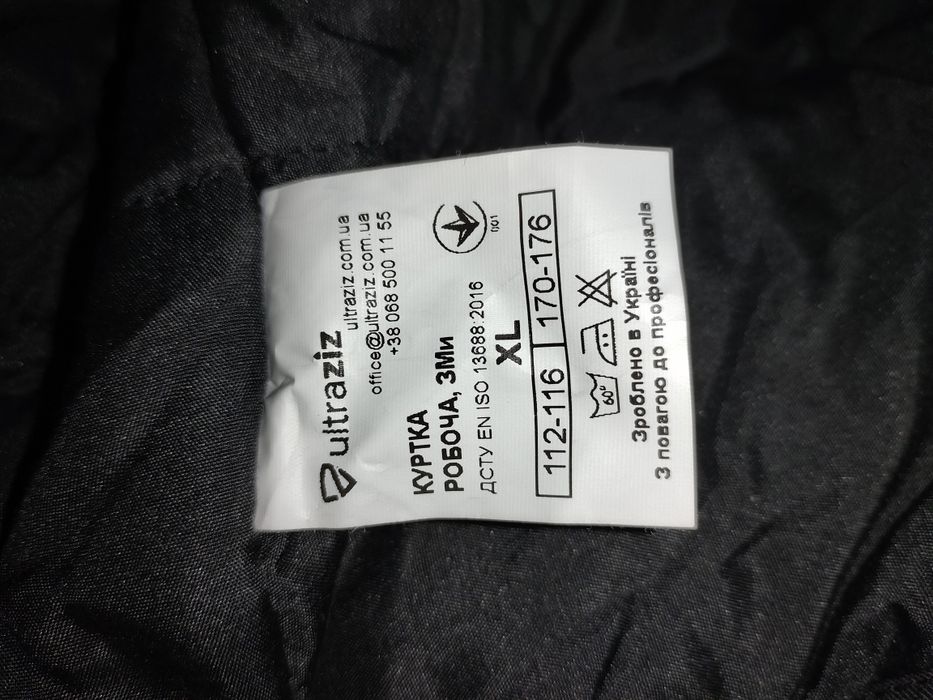 ultraziz
ultraziz.com.ua
office@ultraziz.com.ua
+38 068 500 11 55
КУРТКА
РОБОЧА, ЗМи
ДСТУ EN ISO 13688:2016
XL
112-116 170-176
60°
Зроблено в Україні
З повагою до професіоналів